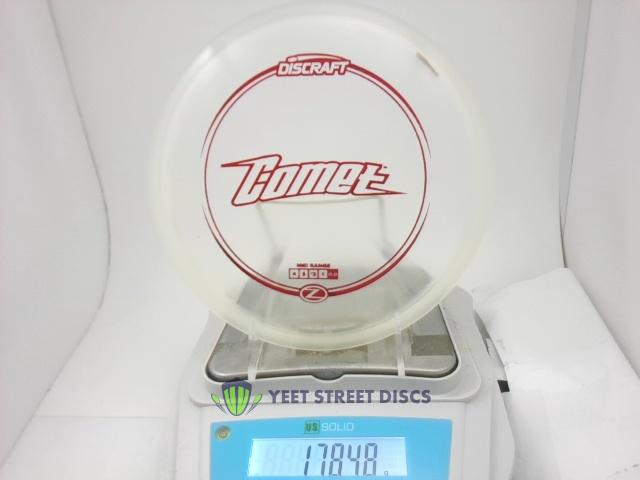 DISCRAFT
Comet
Z
YEET STREET DISCS
US SOLID
178.48 g